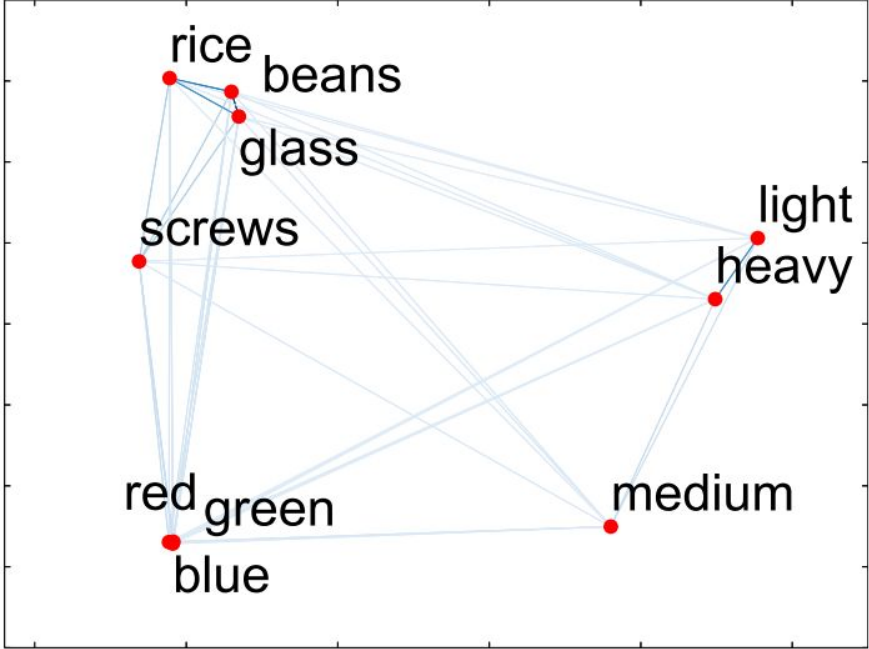 rice
beans
glass
light
screws
heavy
red
green
medium
blue